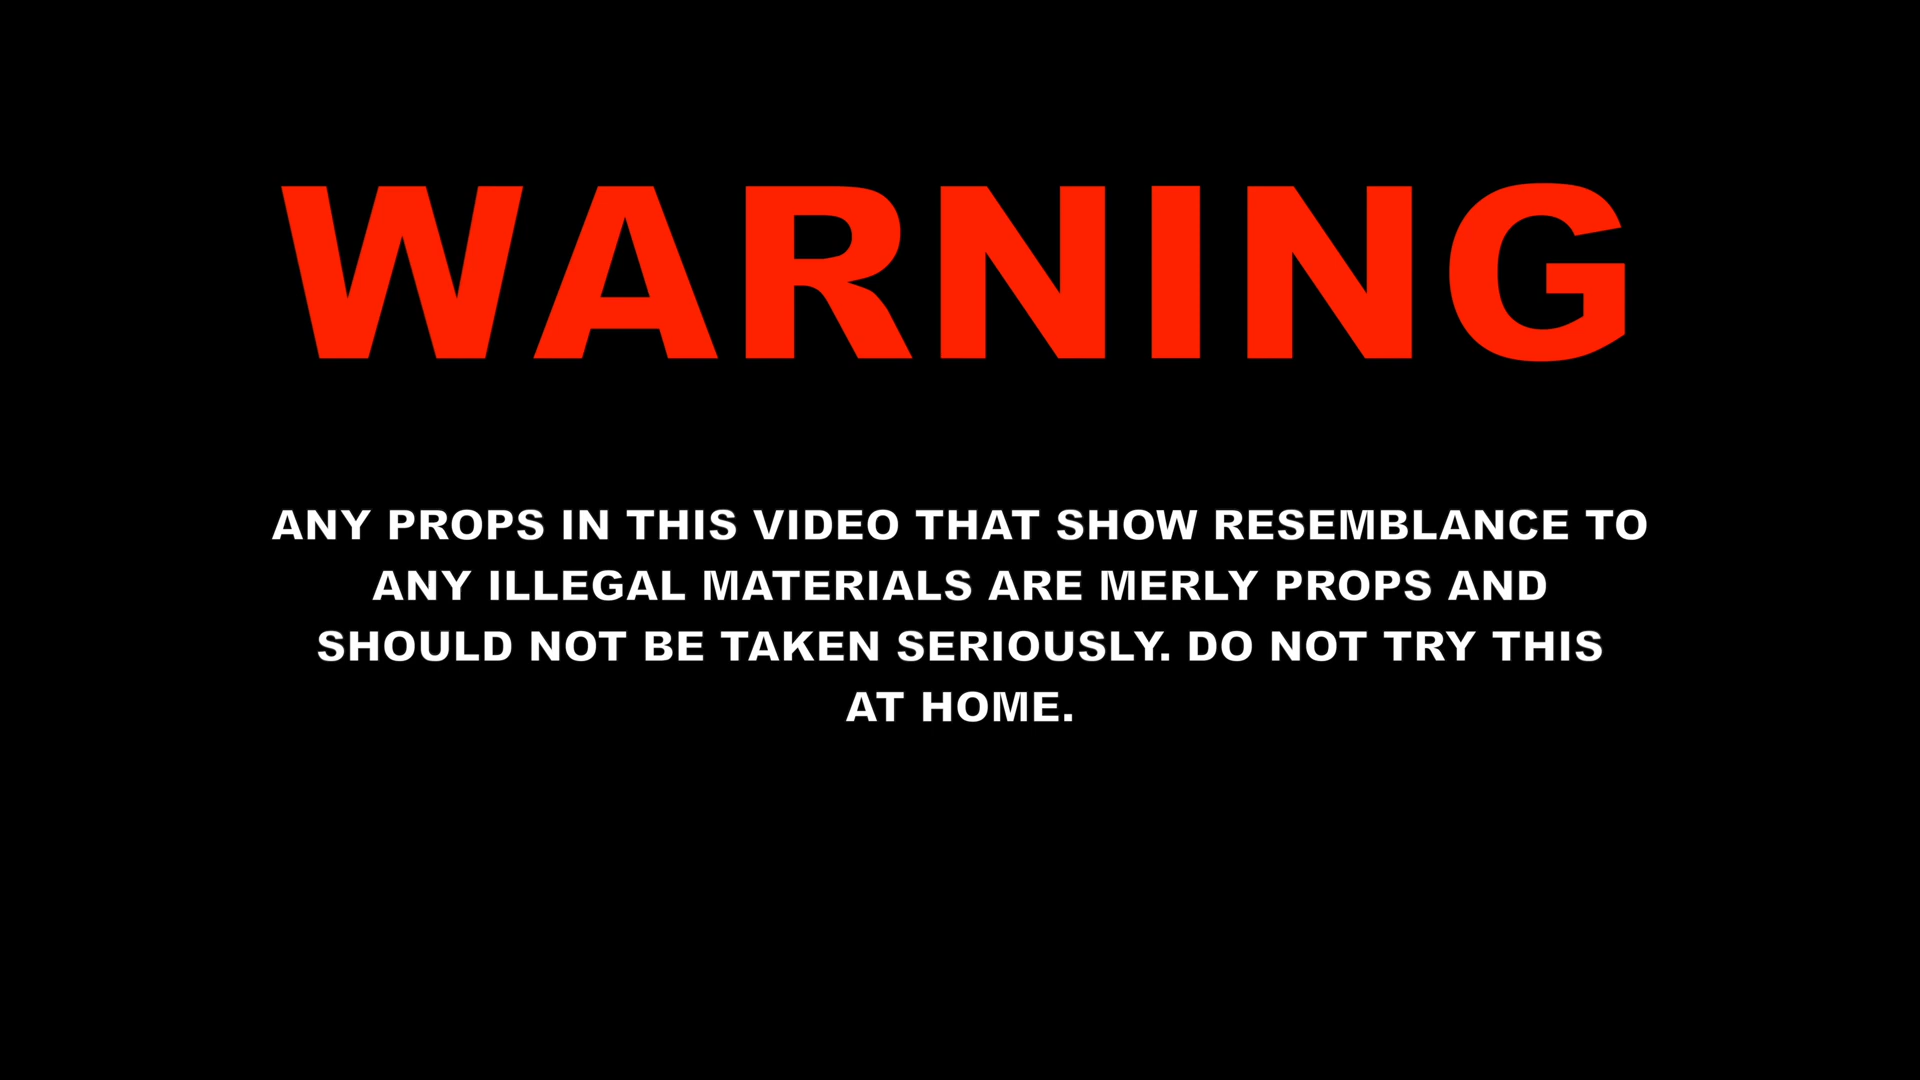 WARNING
ANY PROPS IN THIS VIDEO THAT SHOW RESEMBLANCE TO
ANY ILLEGAL MATERIALS ARE MERLY PROPS AND
SHOULD NOT BE TAKEN SERIOUSLY. DO NOT TRY THIS
AT HOME.